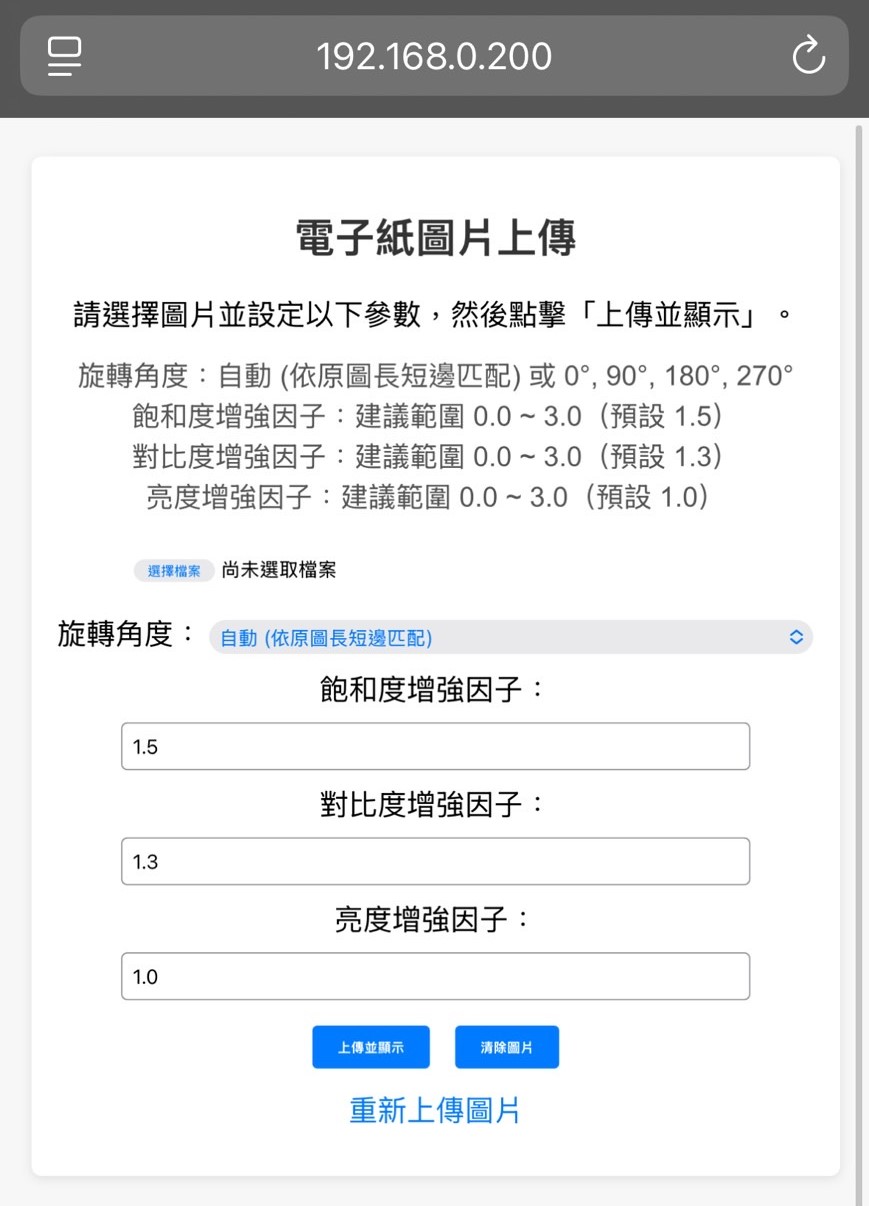 192.168.0.200
電子紙圖片上傳
請選擇圖片並設定以下參數，然後點擊「上傳並顯示」。
旋轉角度：自動 (依原圖長短邊匹配) 或 0°, 90°, 180°, 270°
飽和度增強因子：建議範圍 0.0 ~ 3.0（預設 1.5）
對比度增強因子：建議範圍 0.0 ~ 3.0（預設 1.3）
亮度增強因子：建議範圍 0.0 ~ 3.0（預設 1.0）
選擇檔案 尚未選取檔案
旋轉角度： 自動 (依原圖長短邊匹配)
飽和度增強因子：
1.5
對比度增強因子：
1.3
亮度增強因子：
1.0
上傳並顯示 清除圖片
重新上傳圖片